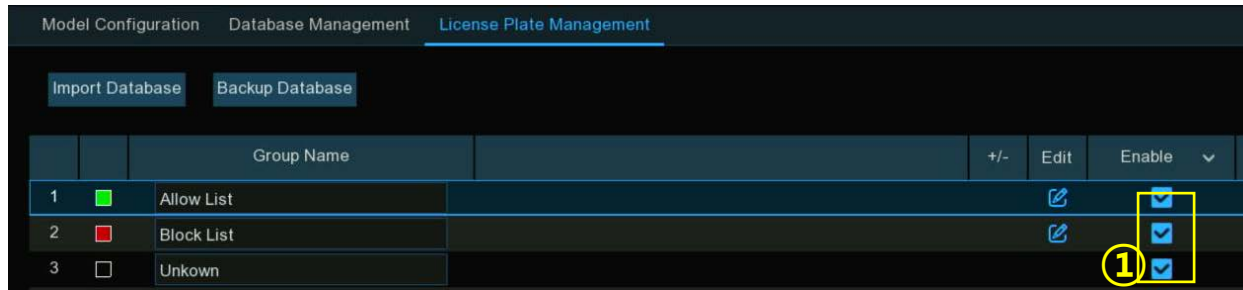 Model Configuration Database Management License Plate Management
Import Database Backup Database
Group Name +/- Edit Enable
1 Allow List
2 Block List
3 Unkown
①